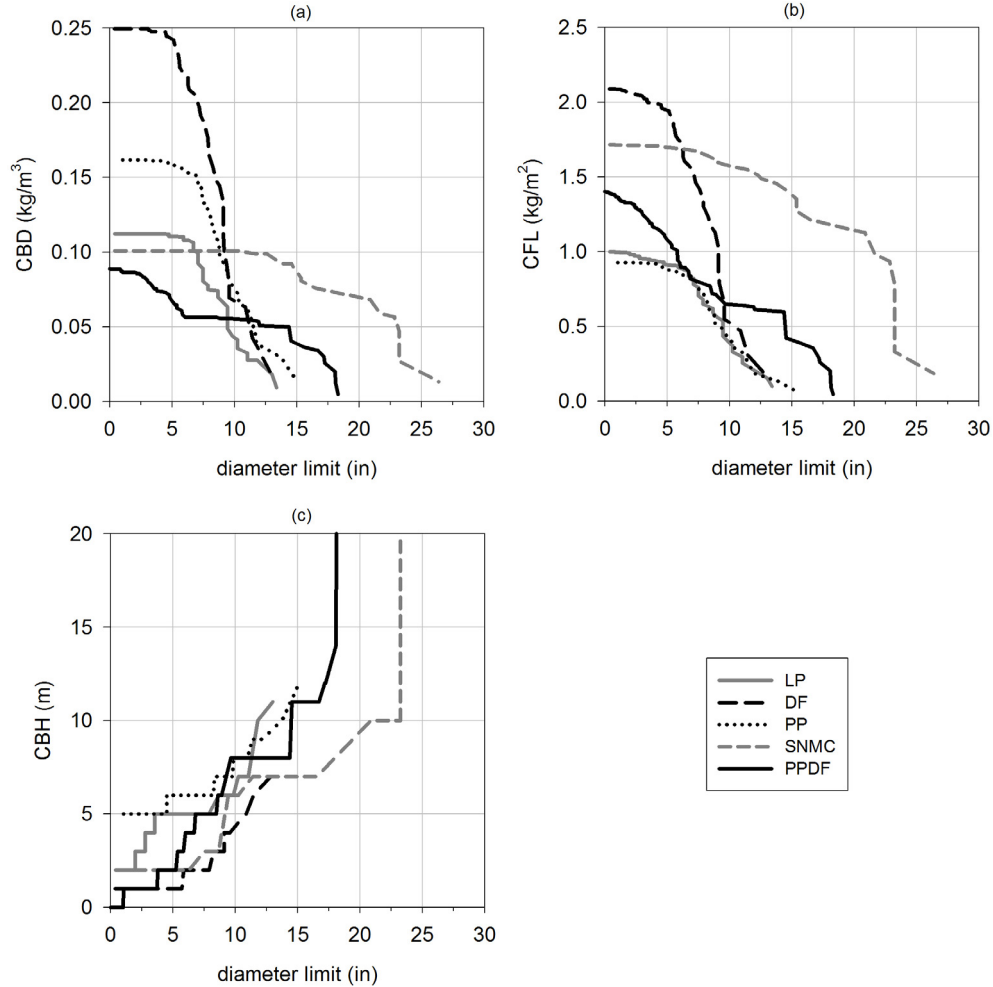 (a)
0.25
0.20
0.15
0.10
0.05
0.00
CBD (kg/m³)
0 5 10 15 20 25 30
diameter limit (in)
(b)
2.5
2.0
1.5
1.0
0.5
0.0
CFL (kg/m²)
0 5 10 15 20 25 30
diameter limit (in)
(c)
20
15
10
5
0
CBH (m)
0 5 10 15 20 25 30
diameter limit (in)
LP
DF
PP
SNMC
PPDF